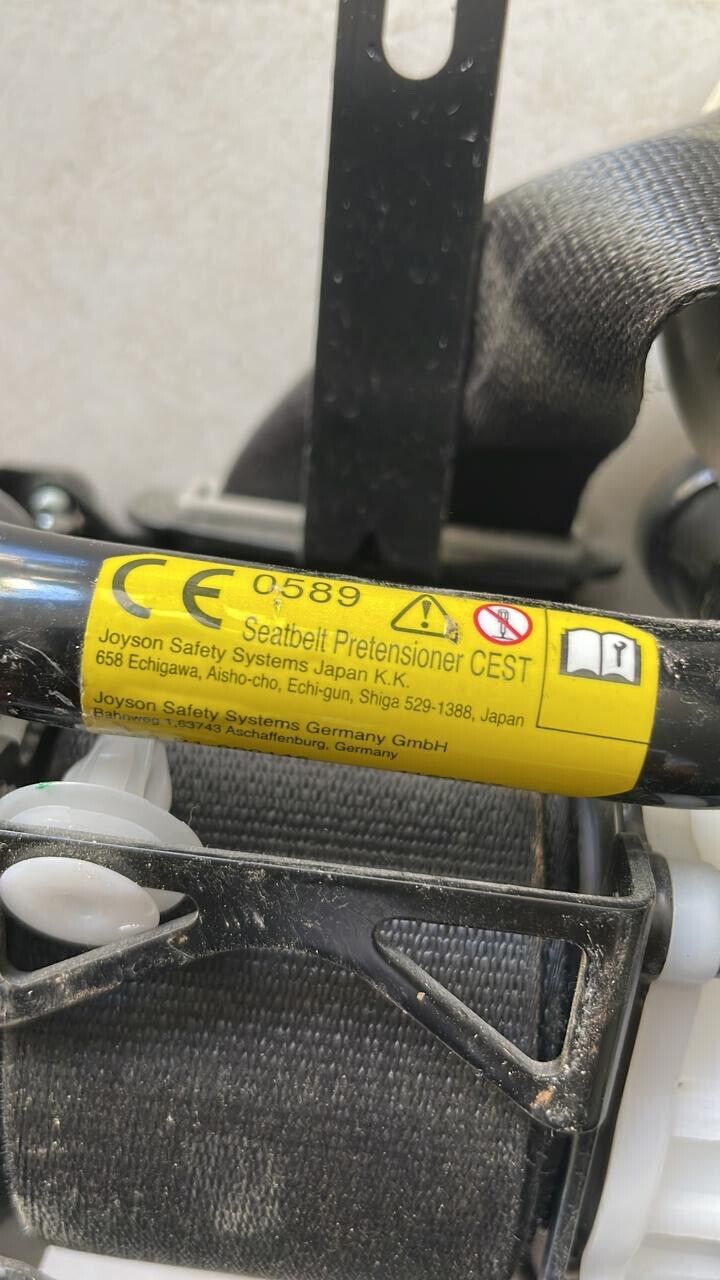 CE 0589
Seatbelt Pretensioner CEST
Joyson Safety Systems Japan K.K.
658 Echigawa, Aisho-cho, Echi-gun, Shiga 529-1388, Japan
Joyson Safety Systems Germany GmbH
Bahnweg 1,63743 Aschaffenburg, Germany